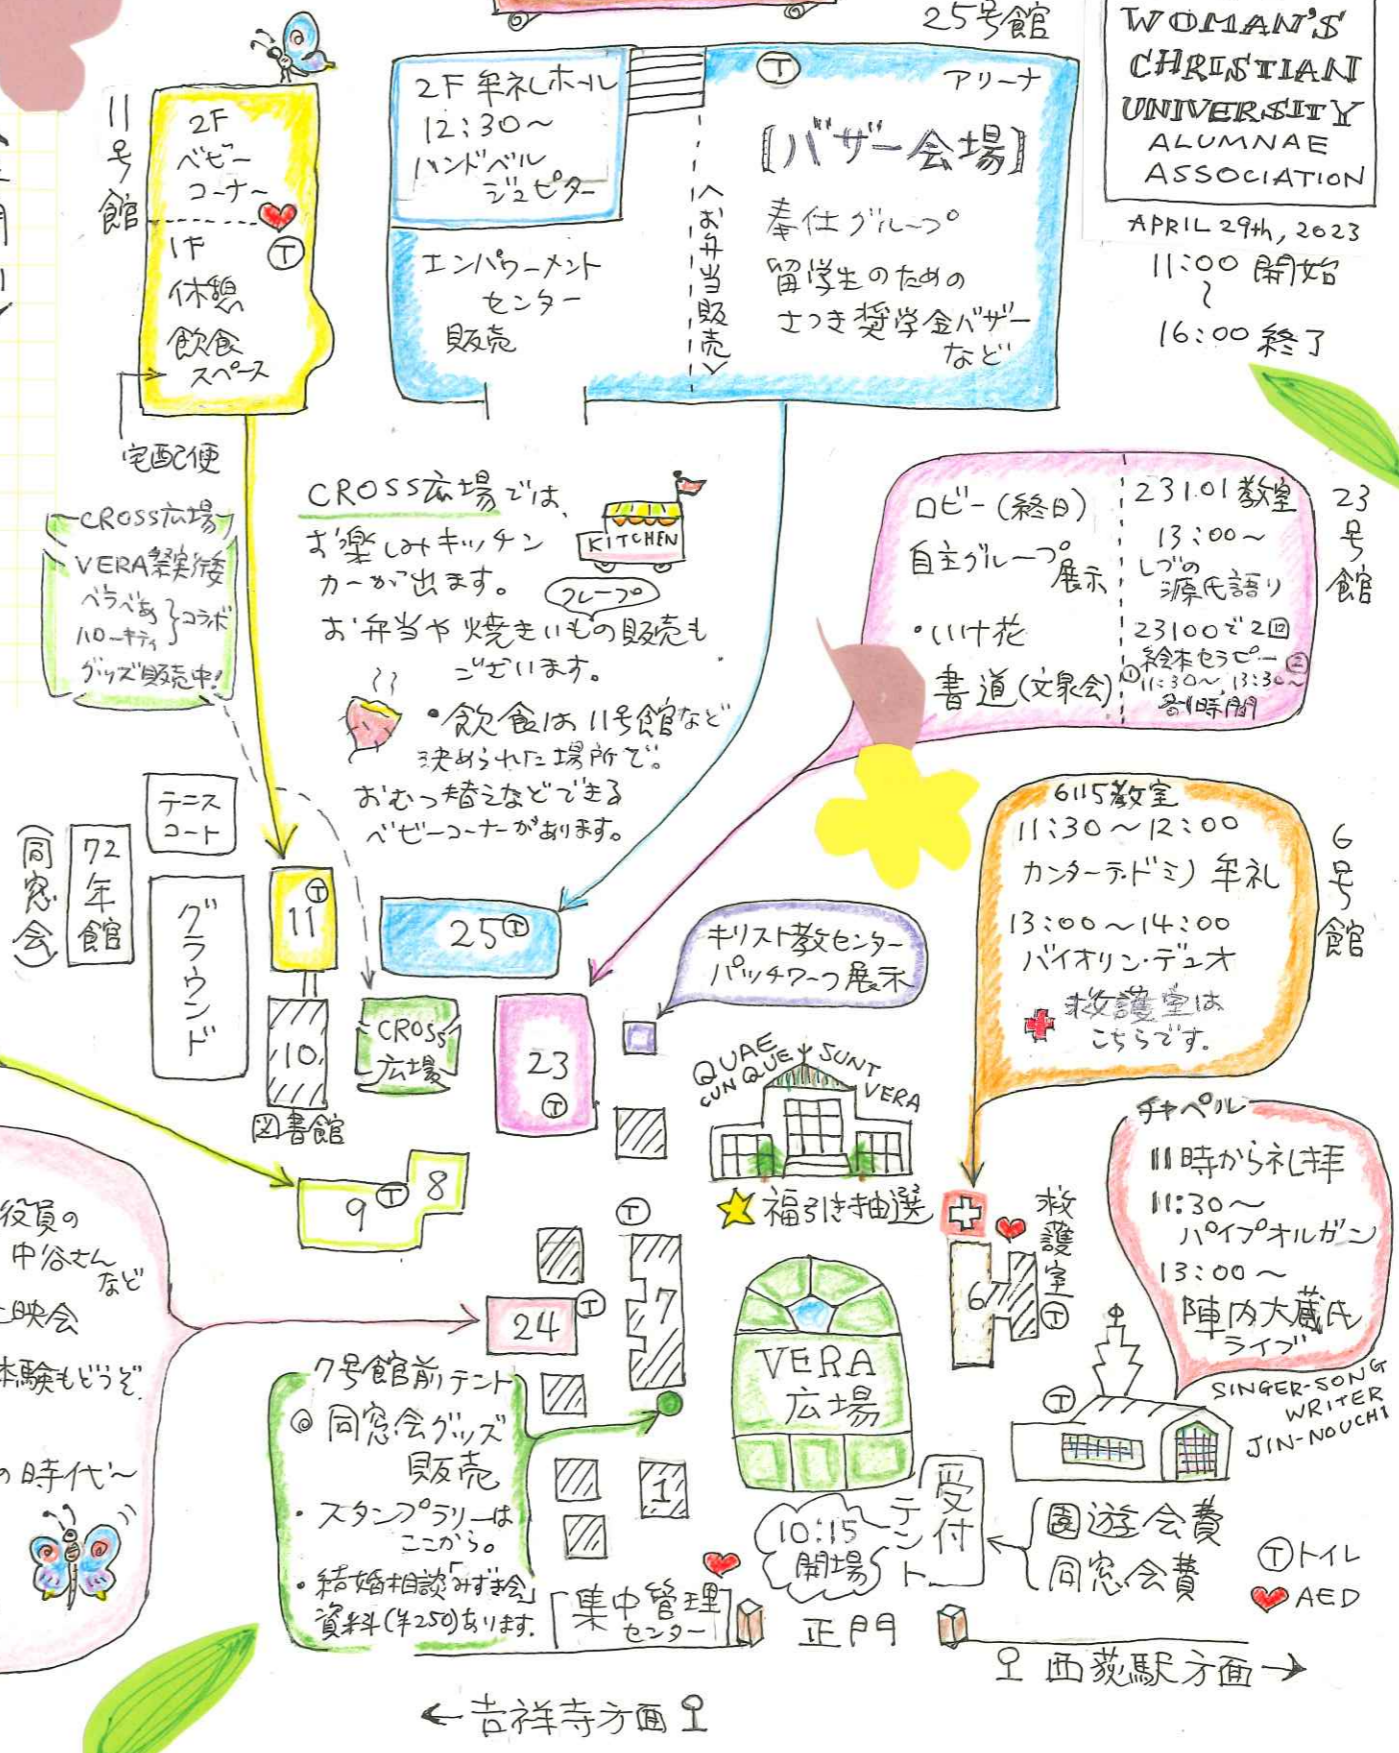 25号館
WOMAN'S
CHRISTIAN
UNIVERSITY
ALUMNAE
ASSOCIATION
APRIL 29th, 2023
11:00 開始
～
16:00 終了
11号館
2F
ベビー
コーナー
T
1F
休憩
飲食
スペース
宅配便
2F 牟礼ホール
12:30～
ハンドベル
ジュピター
エンパワーメント
センター
販売
へお弁当販売〉
T
アリーナ
【バザー会場】
奉仕グループ
留学生のための
さつき奨学金バザー
など
CROSS広場
VERA祭実行委
ベラベあ
ハローキティ
}コラボ
グッズ販売中!
CROSS広場では、
お楽しみキッチン
カーが出ます。
KITCHEN
クレープ
お弁当や焼きいもの販売も
ございます。
・飲食は11号館など
決められた場所で。
おむつ替えなどできる
ベビーコーナーがあります。
23号館
ロビー(終日)
自主グループ
展示
・いけ花
書道(文泉会)
23101教室
13:00～
しづの
源氏語り
23100で2回
絵本セラピー
①11:30～, ②13:30～
各1時間
6号館
6115教室
11:30～12:00
カンターテ・ドミノ 牟礼
13:00～14:00
バイオリン・デュオ
救護室は
こちらです。
テニス
コート
72年館
(同窓会)
グラウンド
11 T
25 T
10
図書館
CROSS
広場
23
T
キリスト教センター
パッチワーク展示
QUAE
CUNQUE
SUNT
VERA
福引き抽選
チャペル
11時から礼拝
11:30～
パイプオルガン
13:00～
陣内大蔵氏
ライブ
SINGER-SONG
WRITER
JIN-NOUCHI
9 T 8
T
7
救護室
T
6
24 T
役員の
中谷さん
など
上映会
体験もどうぞ.
の時代～
7号館前テント
◎ 同窓会グッズ
販売
・スタンプラリーは
ここから。
・結婚相談「みずき会」
資料(¥250)あります.
1
VERA
広場
T
10:15
開場
受付
テント
園遊会費
同窓会費
集中管理
センター
正門
T トイレ
AED
西荻駅方面→
←吉祥寺方面